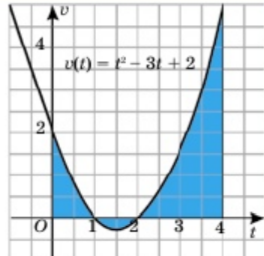 v
4
v(t) = t² − 3t + 2
2
O 1 2 3 4 t